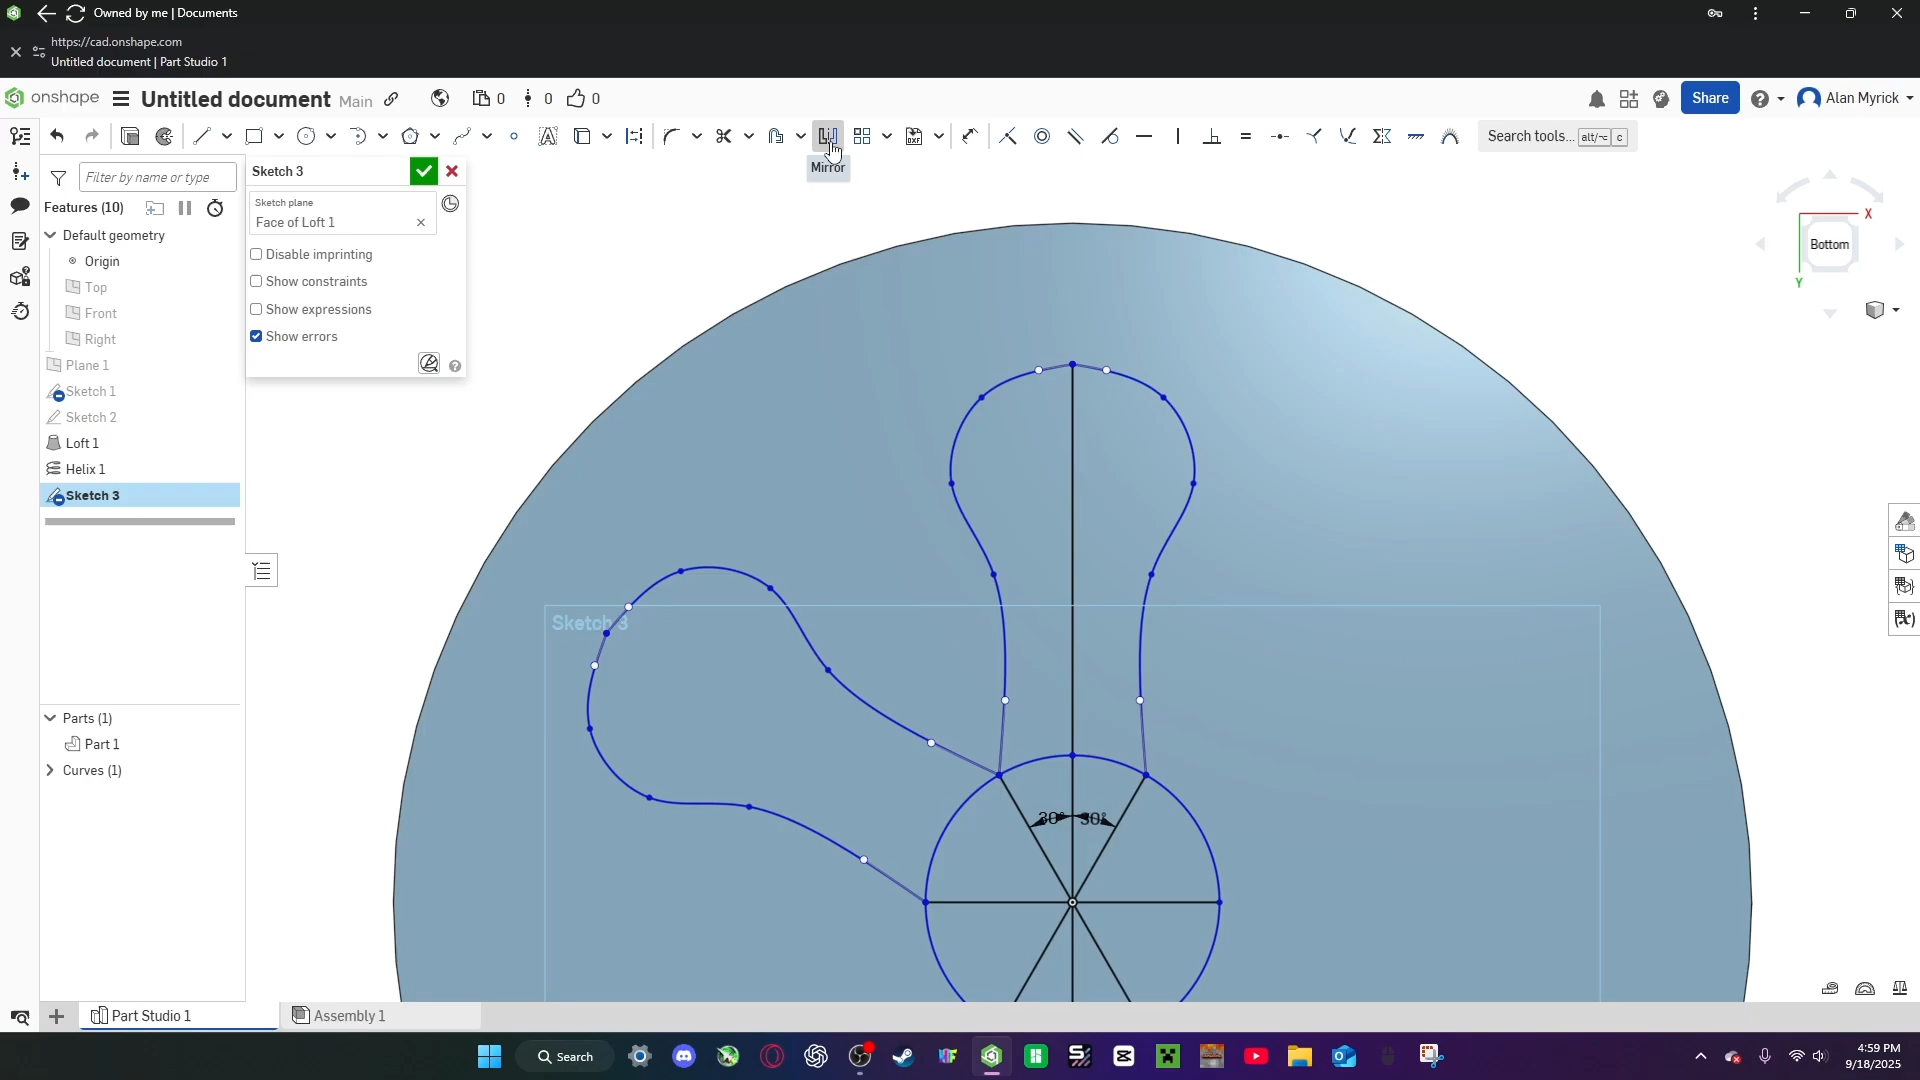 Owned by me | Documents
https://cad.onshape.com
Untitled document | Part Studio 1
onshape
Untitled document Main
0 0 0
Share
Alan Myrick
Search tools... alt/⌥ c
Mirror
Filter by name or type
Features (10)
Default geometry
Origin
Top
Front
Right
Plane 1
Sketch 1
Sketch 2
Loft 1
Helix 1
Sketch 3
Parts (1)
Part 1
Curves (1)
Sketch 3
Sketch plane
Face of Loft 1
Disable imprinting
Show constraints
Show expressions
Show errors
Sketch 3
30° 30°
X
Bottom
Y
Part Studio 1
Assembly 1
Search
4:59 PM
9/18/2025